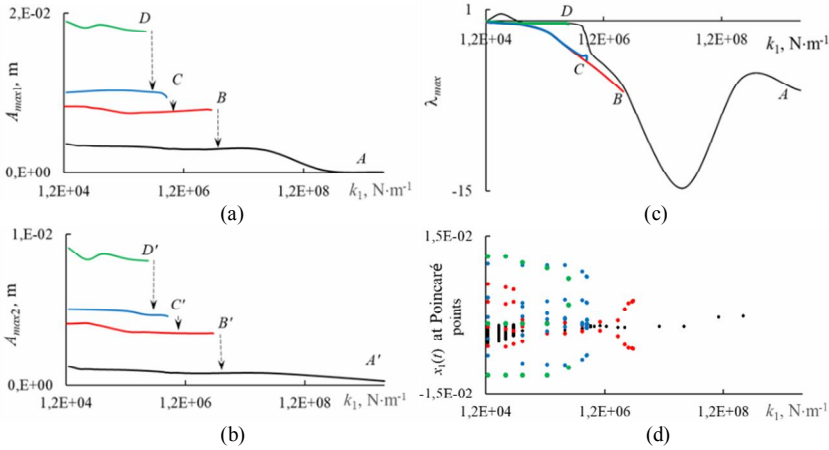 2,E-02
A_max1, m
0,E+00
D
C
B
A
1,2E+04 1,2E+06 1,2E+08 k₁, N·m⁻¹
(a)
1
-15
λ_max
1,2E+04 1,2E+06 1,2E+08
k₁, N·m⁻¹
D
C
B
A
(c)
1,E-02
A_max2, m
0,E+00
D'
C'
B'
A'
1,2E+04 1,2E+06 1,2E+08 k₁, N·m⁻¹
(b)
1,5E-02
x₁(t) at Poincaré
points
-1,5E-02
1,2E+04 1,2E+06 1,2E+08 k₁, N·m⁻¹
(d)